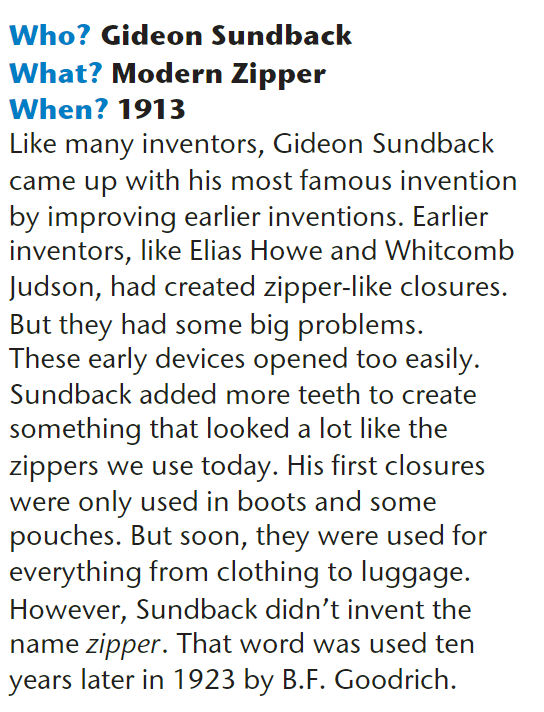 Who? Gideon Sundback
What? Modern Zipper
When? 1913
Like many inventors, Gideon Sundback
came up with his most famous invention
by improving earlier inventions. Earlier
inventors, like Elias Howe and Whitcomb
Judson, had created zipper-like closures.
But they had some big problems.
These early devices opened too easily.
Sundback added more teeth to create
something that looked a lot like the
zippers we use today. His first closures
were only used in boots and some
pouches. But soon, they were used for
everything from clothing to luggage.
However, Sundback didn’t invent the
name zipper. That word was used ten
years later in 1923 by B.F. Goodrich.